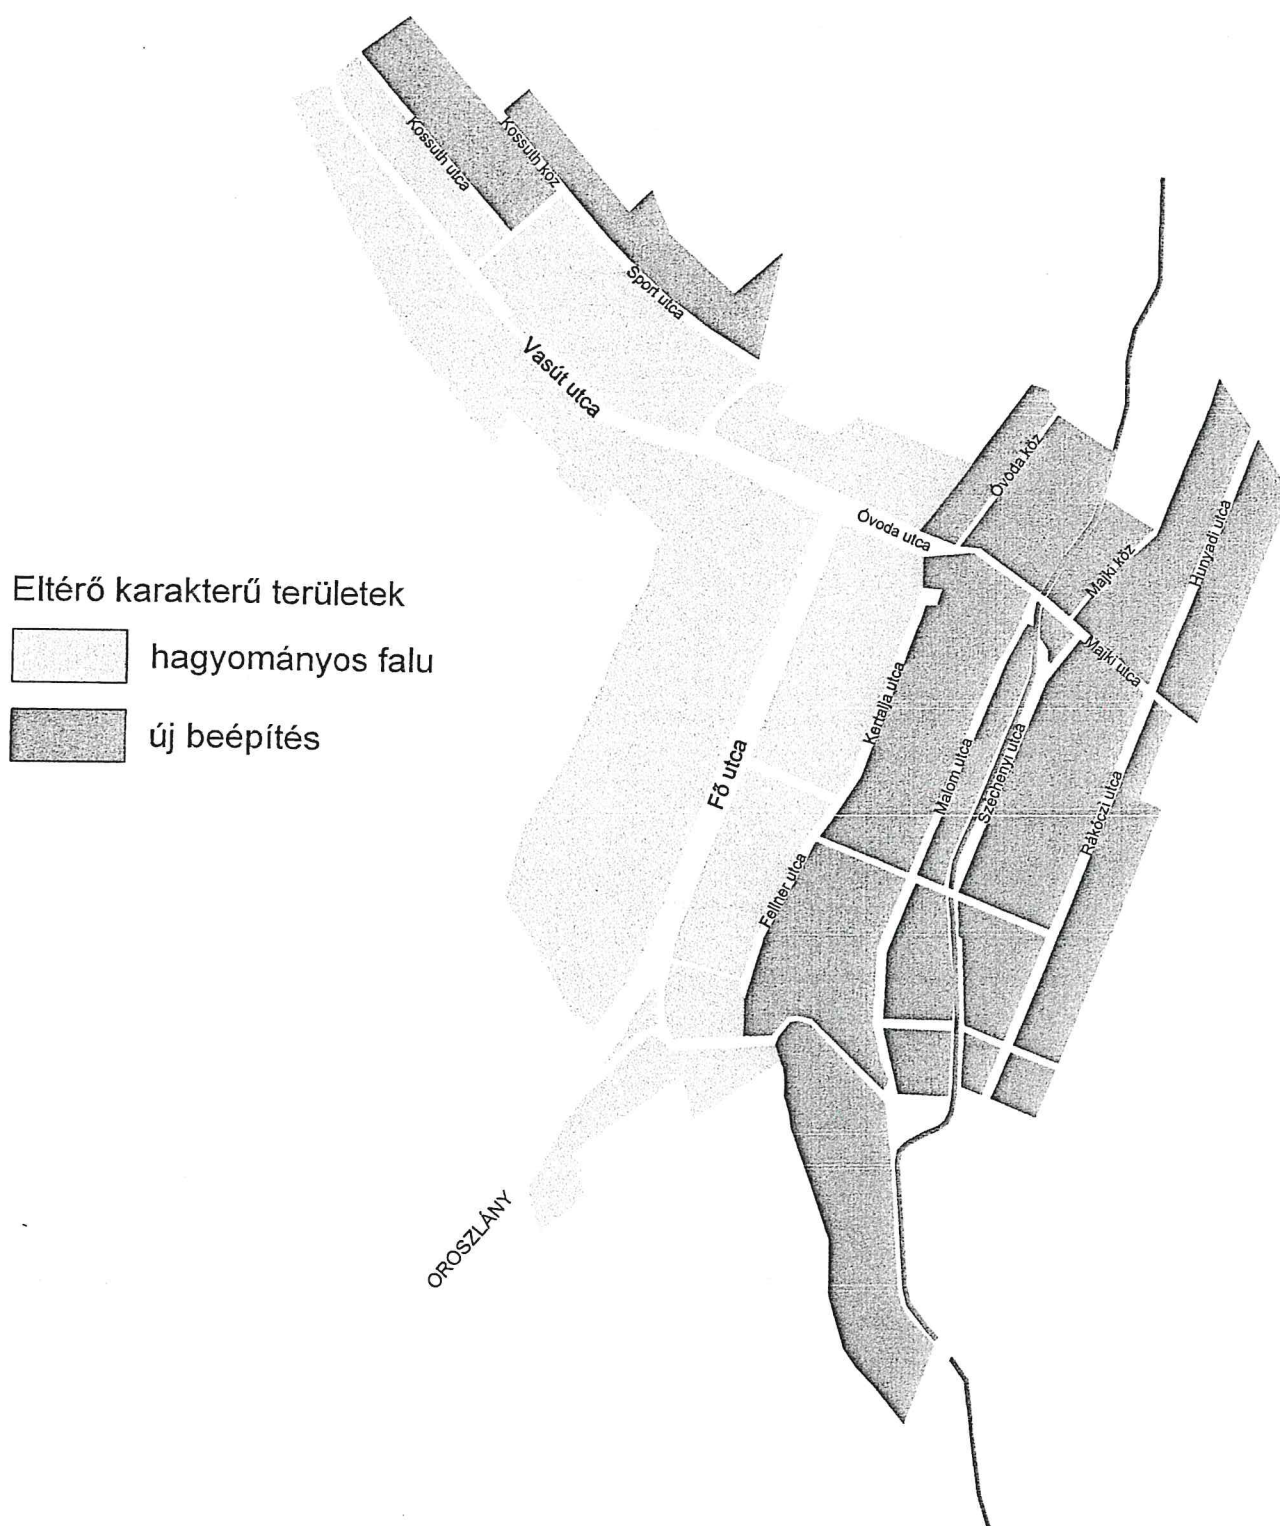 Kossuth utca
Kossuth köz
Sport utca
Vasút utca
Óvoda köz
Óvoda utca
Majki köz
Hunyadi utca
Majki utca
Eltérő karakterű területek
hagyományos falu
új beépítés
Kertalja utca
Fő utca
Malom utca
Széchenyi utca
Rákóczi utca
Fellner utca
OROSZLÁNY